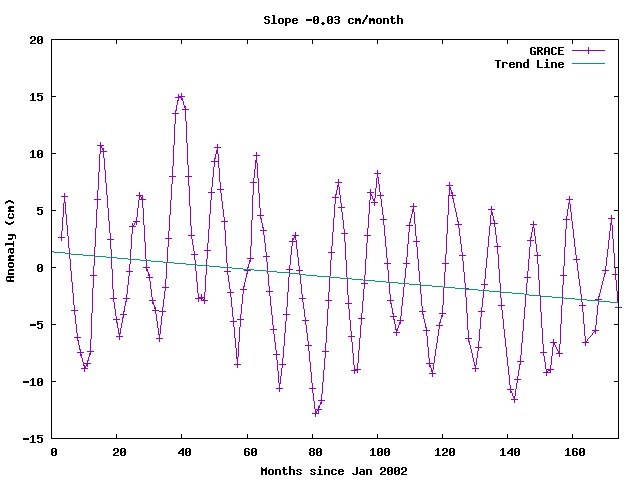 Slope -0.03 cm/month
GRACE
Trend Line
20
15
10
5
0
-5
-10
-15
Anomaly (cm)
0 20 40 60 80 100 120 140 160
Months since Jan 2002